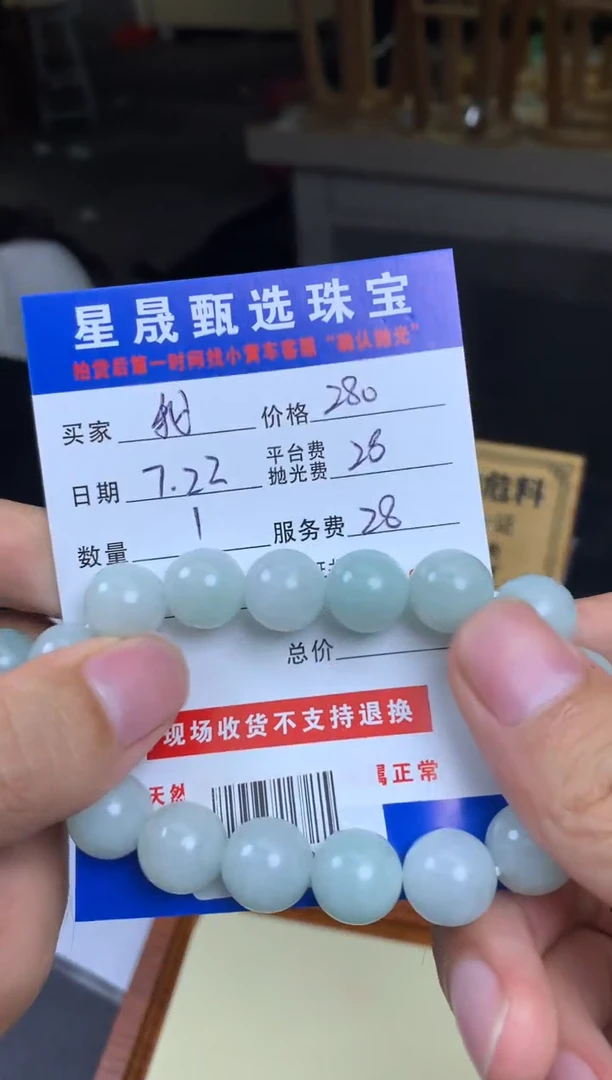 星晟甄选珠宝
拍货后第一时间找小黄车客服“确认抛光”
买家 价格 280
日期 7.22 平台费 抛光费 28
数量 1 服务费 28
总价
现场收货不支持退换
天然 属正常
危料